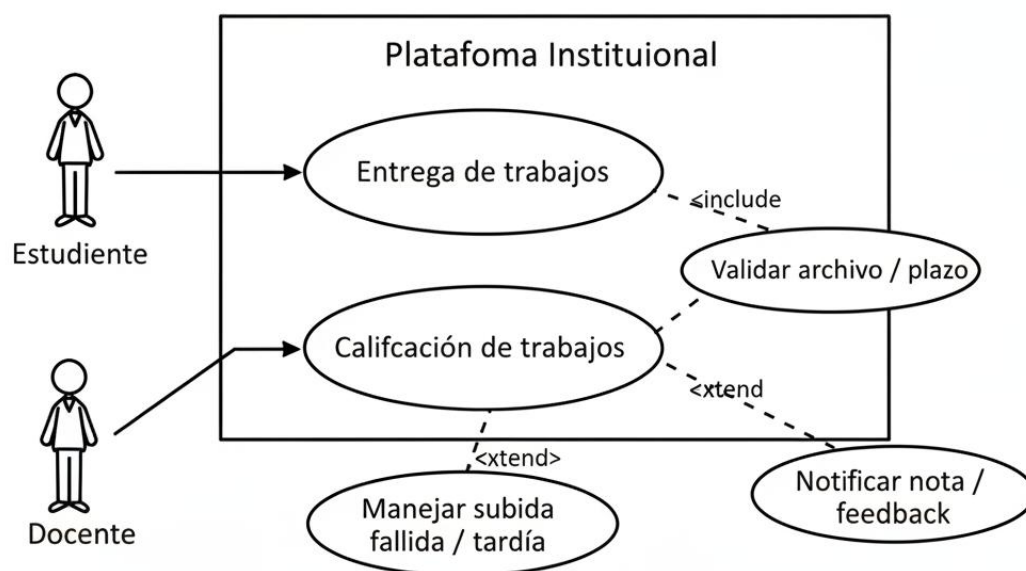 Platafoma Instituional
Entrega de trabajos
<include
Estudiente
Validar archivo / plazo
Califcación de trabajos
<xtend
<xtend>
Docente
Manejar subida
fallida / tardía
Notificar nota /
feedback